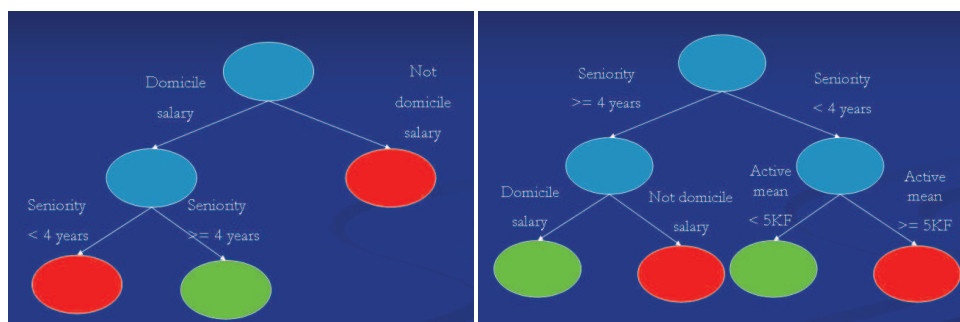 Domicile
salary
Not
domicile
salary
Seniority
< 4 years
Seniority
>= 4 years
Seniority
>= 4 years
Seniority
< 4 years
Domicile
salary
Not domicile
salary
Active
mean
< 5KF
Active
mean
>= 5KF